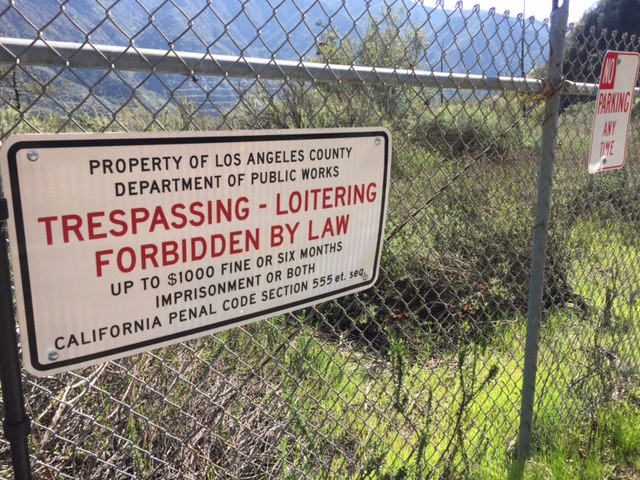 PROPERTY OF LOS ANGELES COUNTY
DEPARTMENT OF PUBLIC WORKS
TRESPASSING - LOITERING
FORBIDDEN BY LAW
UP TO $1000 FINE OR SIX MONTHS
IMPRISONMENT OR BOTH
CALIFORNIA PENAL CODE SECTION 555 et. seq.
NO
PARKING
ANY
TIME